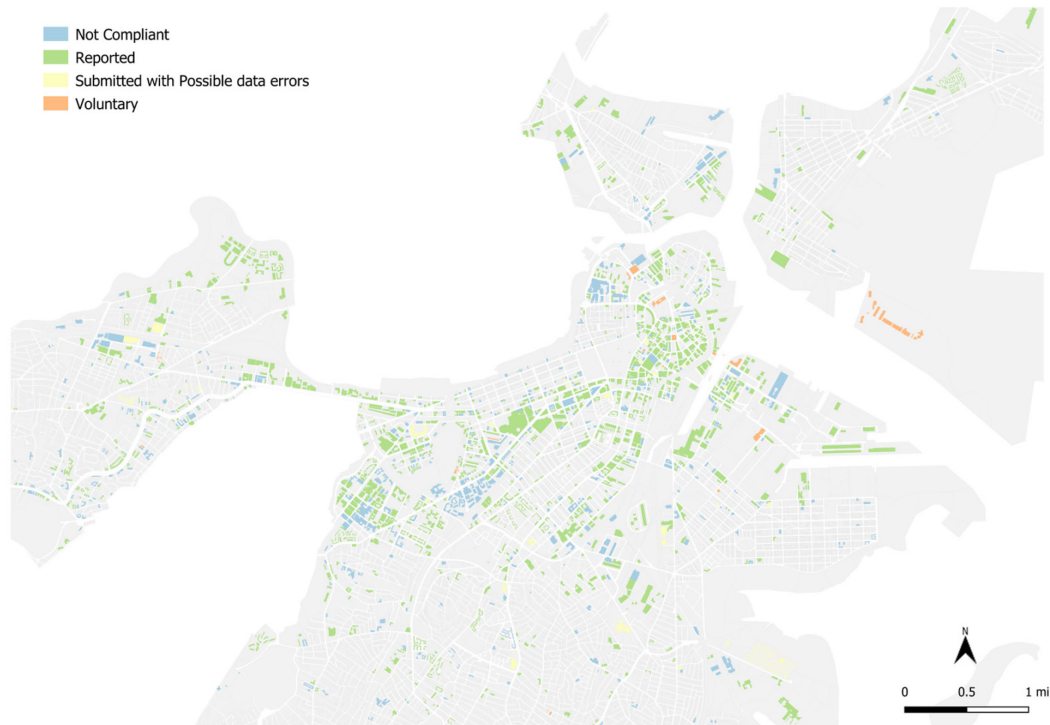 Not Compliant
Reported
Submitted with Possible data errors
Voluntary
N
0 0.5 1 mi